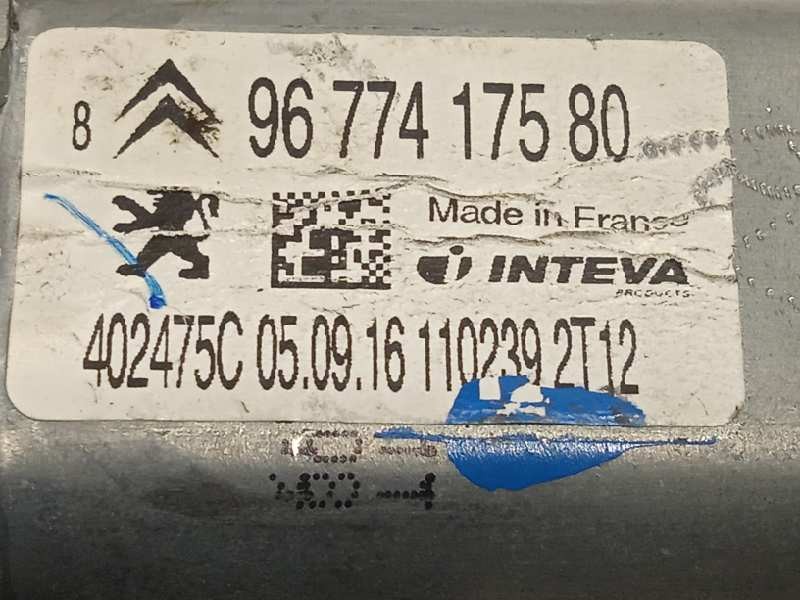 8 96 774 175 80
Made in France
INTEVA
PRODUCTS
402475C 05.09.16 110239 2T12